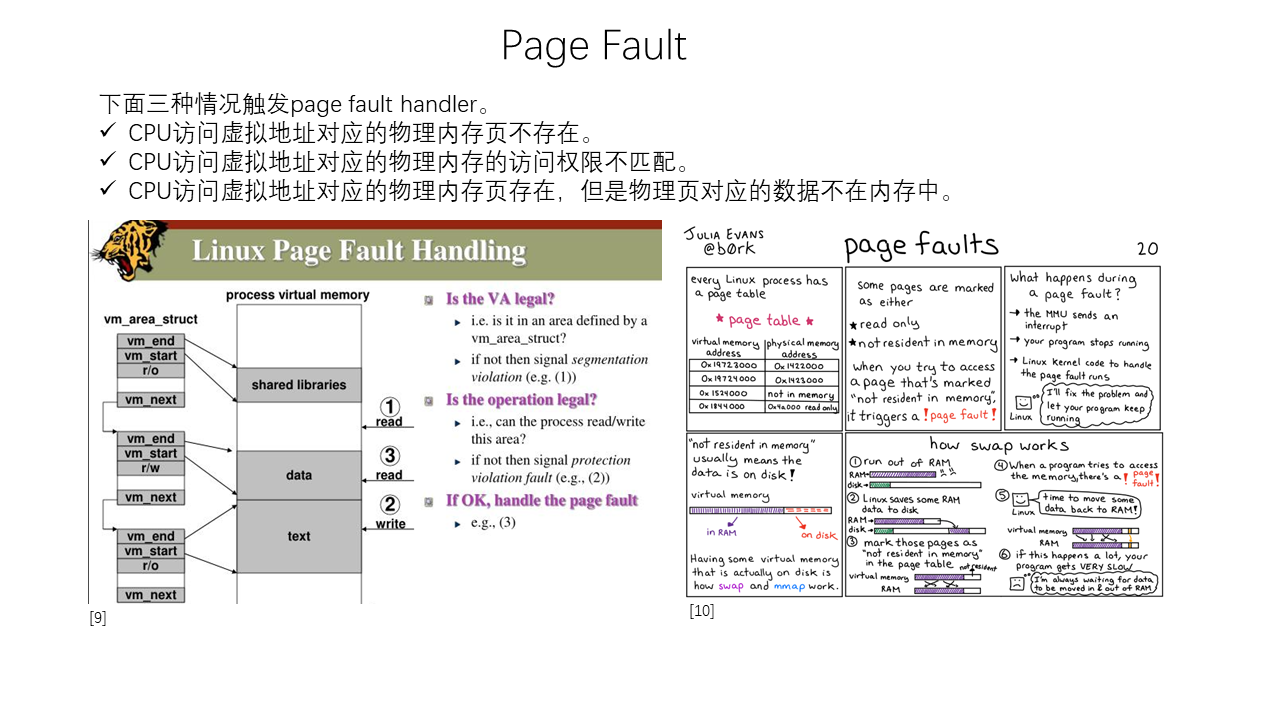 Page Fault
下面三种情况触发page fault handler。
✓ CPU访问虚拟地址对应的物理内存页不存在。
✓ CPU访问虚拟地址对应的物理内存的访问权限不匹配。
✓ CPU访问虚拟地址对应的物理内存页存在，但是物理页对应的数据不在内存中。
Linux Page Fault Handling
process virtual memory
vm_area_struct
vm_end
vm_start
r/o
vm_next
vm_end
vm_start
r/w
vm_next
vm_end
vm_start
r/o
vm_next
shared libraries
data
text
①
read
③
read
②
write
Is the VA legal?
i.e. is it in an area defined by a
vm_area_struct?
if not then signal segmentation
violation (e.g. (1))
Is the operation legal?
i.e., can the process read/write
this area?
if not then signal protection
violation fault (e.g., (2))
If OK, handle the page fault
e.g., (3)
[9]
JULIA EVANS
@b0rk
page faults
20
every Linux process has
a page table
★ page table ★
virtual memory address
physical memory address
0x19723000 0x1422000
0x19724000 0x1423000
0x1524000 not in memory
0x1844000 0x4a000 read only
some pages are marked
as either
★ read only
★ not resident in memory
when you try to access
a page that's marked
"not resident in memory",
it triggers a !page fault!
What happens during
a page fault?
→ the MMU sends an
interrupt
→ your program stops running
→ Linux kernel code to handle
the page fault runs
I'll fix the problem and
let your program keep
running
Linux
"not resident in memory"
usually means the
data is on disk!
virtual memory
in RAM
on disk
Having some virtual memory
that is actually on disk is
how swap and mmap work.
how swap works
① run out of RAM
RAM→
disk→
② Linux saves some RAM
data to disk
RAM→
disk→
③ mark those pages as
"not resident in memory"
in the page table
not resident
virtual memory
RAM
④ When a program tries to access
the memory, there's a !page fault!
⑤
time to move some
data back to RAM!
Linux
virtual memory
RAM
⑥ if this happens a lot, your
program gets VERY SLOW
I'm always waiting for data
to be moved in & out of RAM
[10]